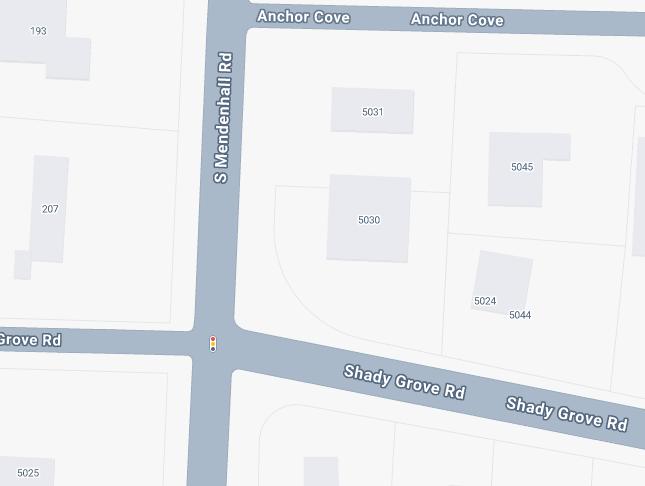 Anchor Cove
Anchor Cove
193
S Mendenhall Rd
5031
5045
207
5030
5024
5044
Grove Rd
Shady Grove Rd
Shady Grove Rd
5025